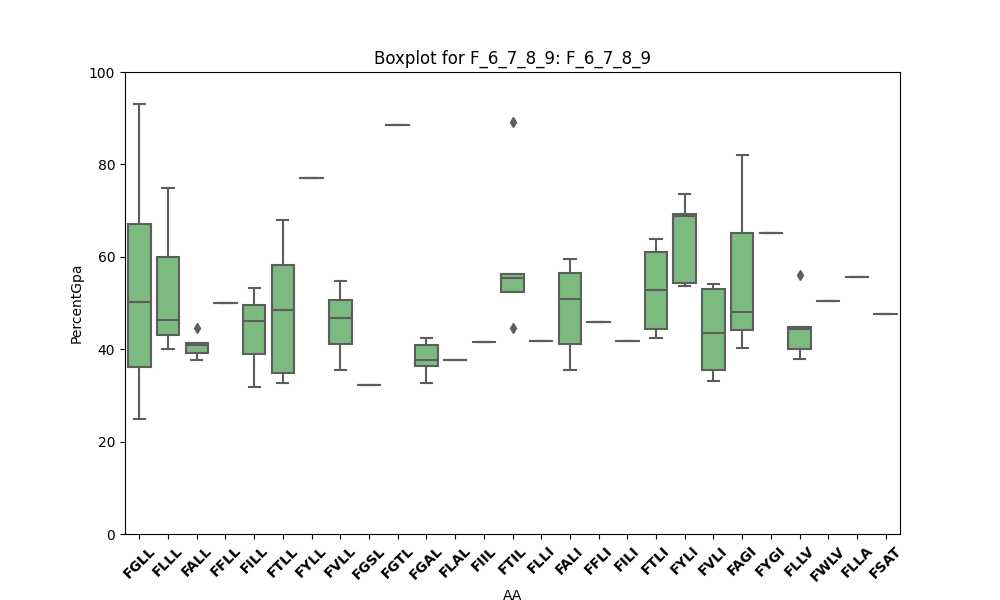 Boxplot for F_6_7_8_9: F_6_7_8_9
PercentGpa
100
80
60
40
20
0
FGLL FLLL FALL FFLL FILL FTLL FYLL FVLL FGSL FGTL FGAL FLAL FIIL FTIL FLLI FALI FFLI FILI FTLI FYLI FVLI FAGI FYGI FLLV FWLV FLLA FSAT
AA